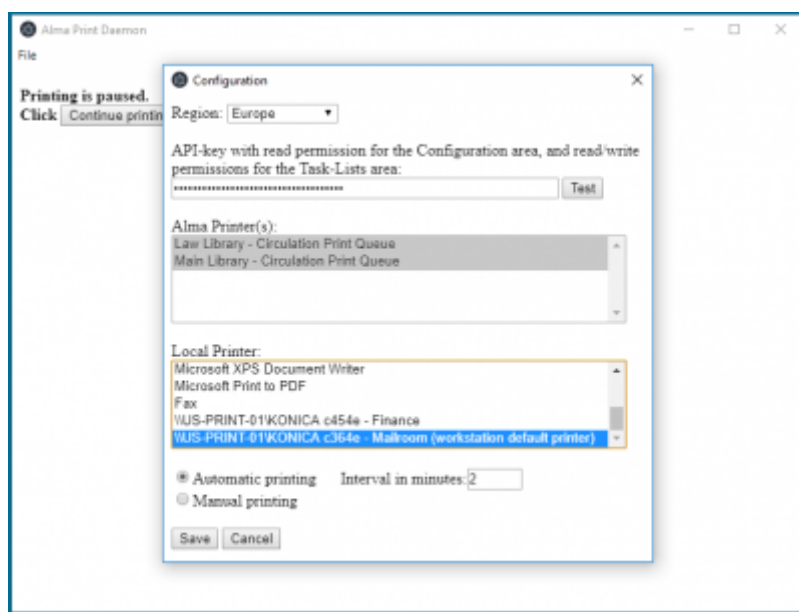 Alma Print Daemon
File
Printing is paused.
Click Continue printin
Configuration
Region: Europe
API-key with read permission for the Configuration area, and read/write
permissions for the Task-Lists area:
Test
Alma Printer(s):
Law Library - Circulation Print Queue
Main Library - Circulation Print Queue
Local Printer:
Microsoft XPS Document Writer
Microsoft Print to PDF
Fax
\\US-PRINT-01\KONICA c454e - Finance
\\US-PRINT-01\KONICA c364e - Mailroom (workstation default printer)
Automatic printing Interval in minutes: 2
Manual printing
Save Cancel